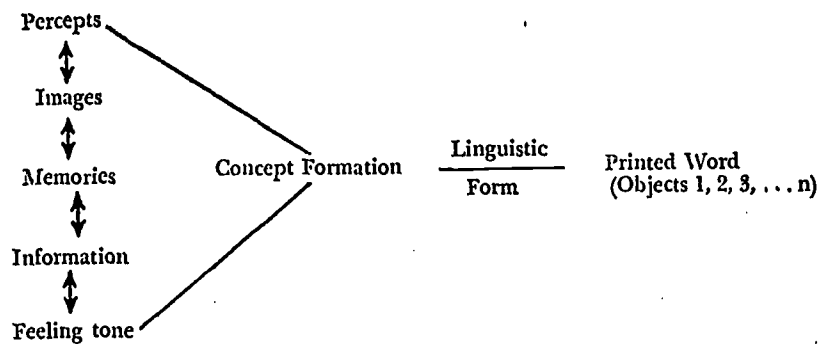 Percepts
Images
Memories
Information
Feeling tone
Concept Formation
Linguistic
Form
Printed Word
(Objects 1, 2, 3, ... n)